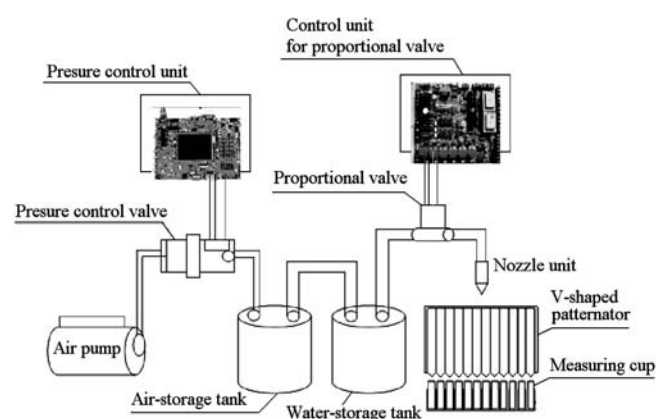 Control unit
for proportional valve
Presure control unit
Proportional valve
Presure control valve
Nozzle unit
V-shaped
patternator
Air pump
Measuring cup
Air-storage tank
Water-storage tank